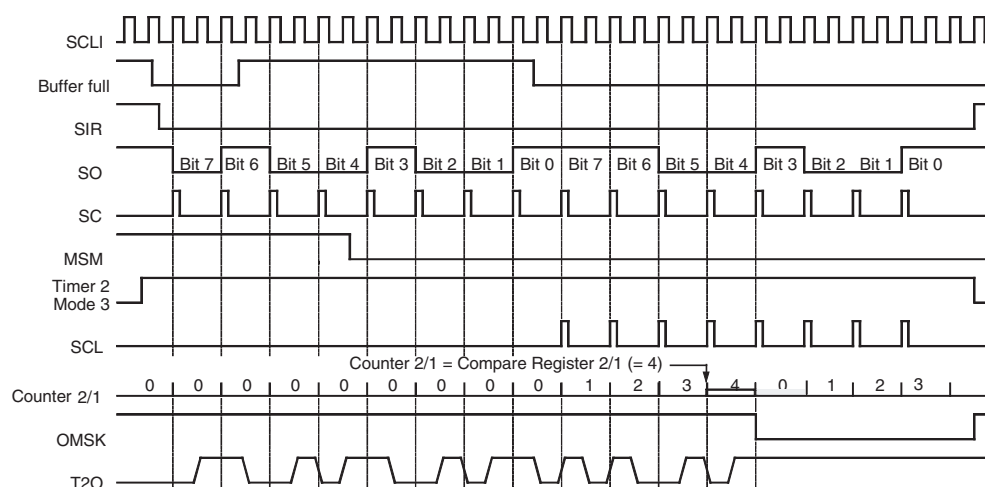 SCLI
Buffer full
SIR
SO Bit 7 Bit 6 Bit 5 Bit 4 Bit 3 Bit 2 Bit 1 Bit 0 Bit 7 Bit 6 Bit 5 Bit 4 Bit 3 Bit 2 Bit 1 Bit 0
SC
MSM
Timer 2
Mode 3
SCL
Counter 2/1 = Compare Register 2/1 (= 4)
Counter 2/1 0 0 0 0 0 0 0 0 0 1 2 3 4 0 1 2 3
OMSK
T2O